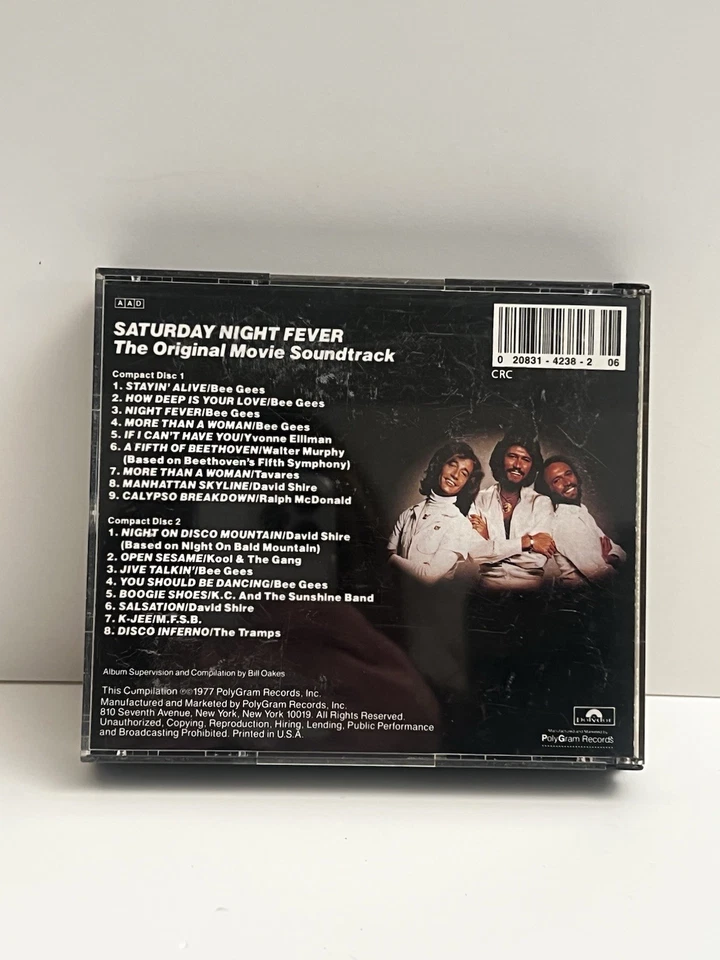 AAD
SATURDAY NIGHT FEVER
The Original Movie Soundtrack
0 20831 - 4238 - 2 06
CRC
Compact Disc 1
1. STAYIN' ALIVE/Bee Gees
2. HOW DEEP IS YOUR LOVE/Bee Gees
3. NIGHT FEVER/Bee Gees
4. MORE THAN A WOMAN/Bee Gees
5. IF I CAN'T HAVE YOU/Yvonne Elliman
6. A FIFTH OF BEETHOVEN/Walter Murphy
(Based on Beethoven's Fifth Symphony)
7. MORE THAN A WOMAN/Tavares
8. MANHATTAN SKYLINE/David Shire
9. CALYPSO BREAKDOWN/Ralph McDonald
Compact Disc 2
1. NIGHT ON DISCO MOUNTAIN/David Shire
(Based on Night On Bald Mountain)
2. OPEN SESAME/Kool & The Gang
3. JIVE TALKIN'/Bee Gees
4. YOU SHOULD BE DANCING/Bee Gees
5. BOOGIE SHOES/K.C. And The Sunshine Band
6. SALSATION/David Shire
7. K-JEE/M.F.S.B.
8. DISCO INFERNO/The Tramps
Album Supervision and Compilation by Bill Oakes
This Compilation ℗©1977 PolyGram Records, Inc.
Manufactured and Marketed by PolyGram Records, Inc.
810 Seventh Avenue, New York, New York 10019. All Rights Reserved.
Unauthorized, Copying, Reproduction, Hiring, Lending, Public Performance
and Broadcasting Prohibited. Printed in U.S.A.
polydor
Manufactured and Marketed by
PolyGram Records